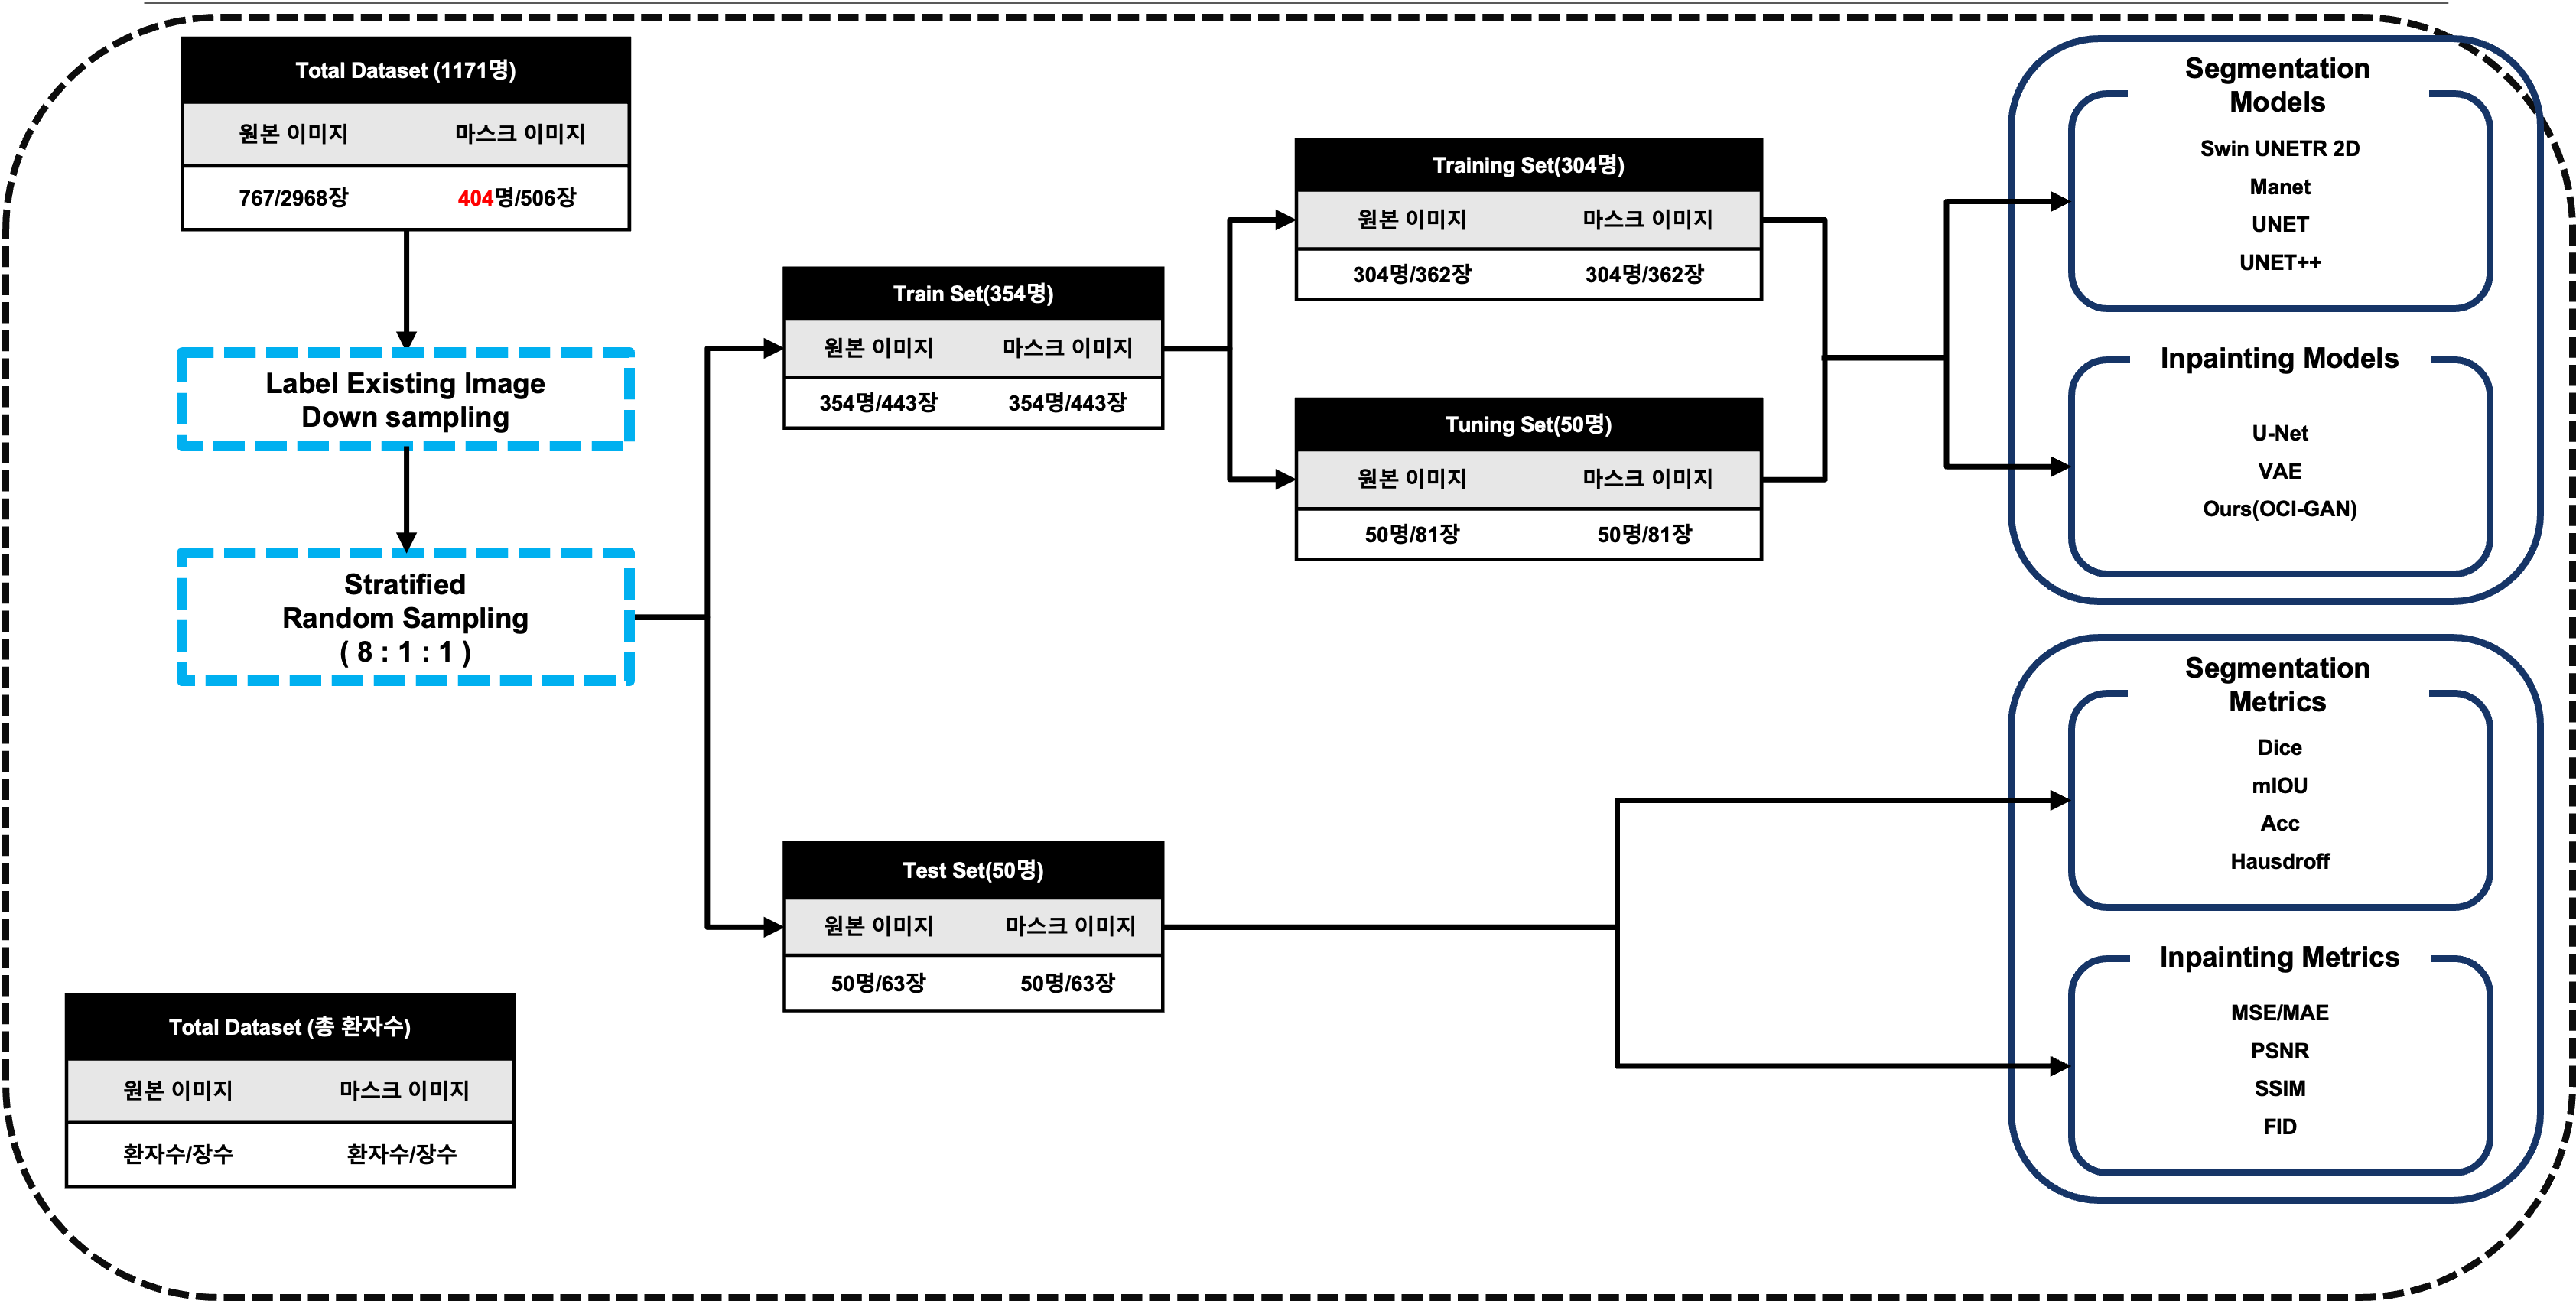 Total Dataset (1171명)
원본 이미지 마스크 이미지
767/2968장 404명/506장
Label Existing Image
Down sampling
Stratified
Random Sampling
( 8 : 1 : 1 )
Total Dataset (총 환자수)
원본 이미지 마스크 이미지
환자수/장수 환자수/장수
Train Set(354명)
원본 이미지 마스크 이미지
354명/443장 354명/443장
Test Set(50명)
원본 이미지 마스크 이미지
50명/63장 50명/63장
Training Set(304명)
원본 이미지 마스크 이미지
304명/362장 304명/362장
Tuning Set(50명)
원본 이미지 마스크 이미지
50명/81장 50명/81장
Segmentation
Models
Swin UNETR 2D
Manet
UNET
UNET++
Inpainting Models
U-Net
VAE
Ours(OCI-GAN)
Segmentation
Metrics
Dice
mIOU
Acc
Hausdroff
Inpainting Metrics
MSE/MAE
PSNR
SSIM
FID